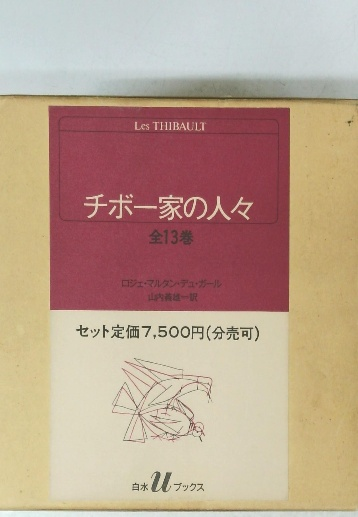 Les THIBAULT
チボー家の人々
全13巻
ロジェ・マルタン・デュ・ガール
山内義雄=訳
セット定価7,500円(分売可)
白水 u ブックス